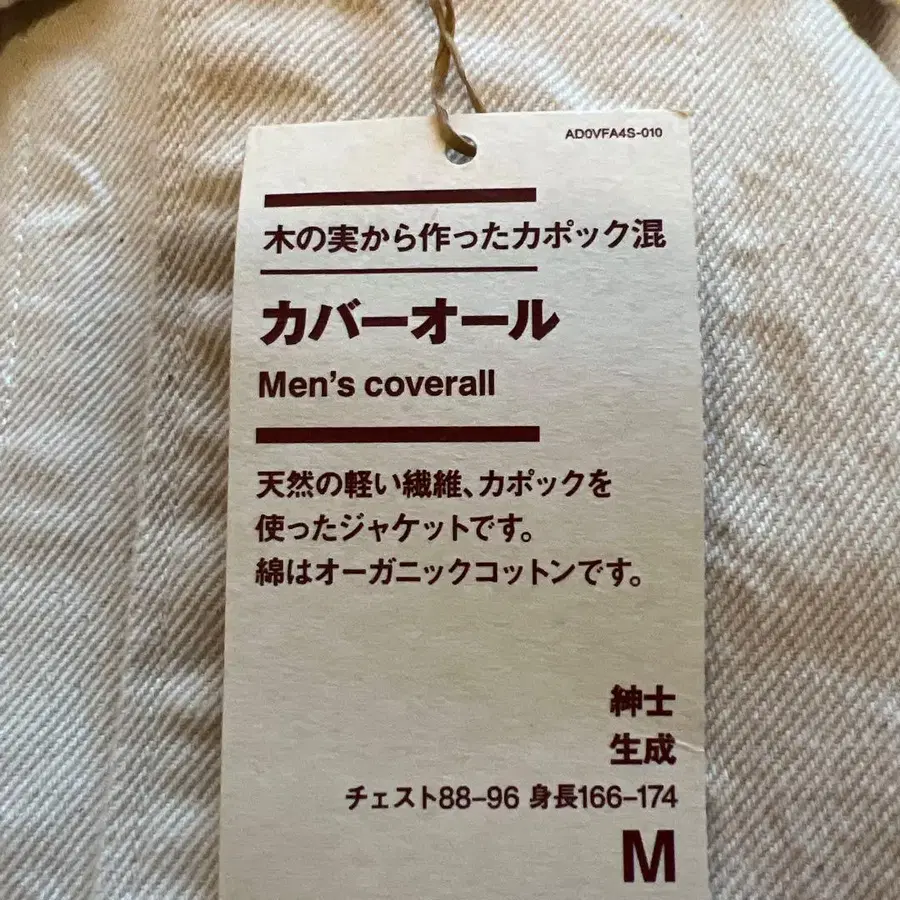 AD0VFA4S-010
木の実から作ったカポック混
カバーオール
Men's coverall
天然の軽い繊維、カポックを
使ったジャケットです。
綿はオーガニックコットンです。
紳士
生成
チェスト88-96 身長166-174
M